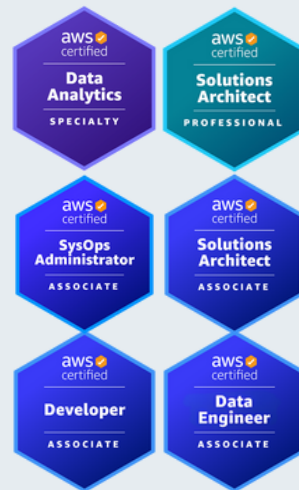 aws
certified
Data
Analytics
SPECIALTY
aws
certified
Solutions
Architect
PROFESSIONAL
aws
certified
SysOps
Administrator
ASSOCIATE
aws
certified
Solutions
Architect
ASSOCIATE
aws
certified
Developer
ASSOCIATE
aws
certified
Data
Engineer
ASSOCIATE